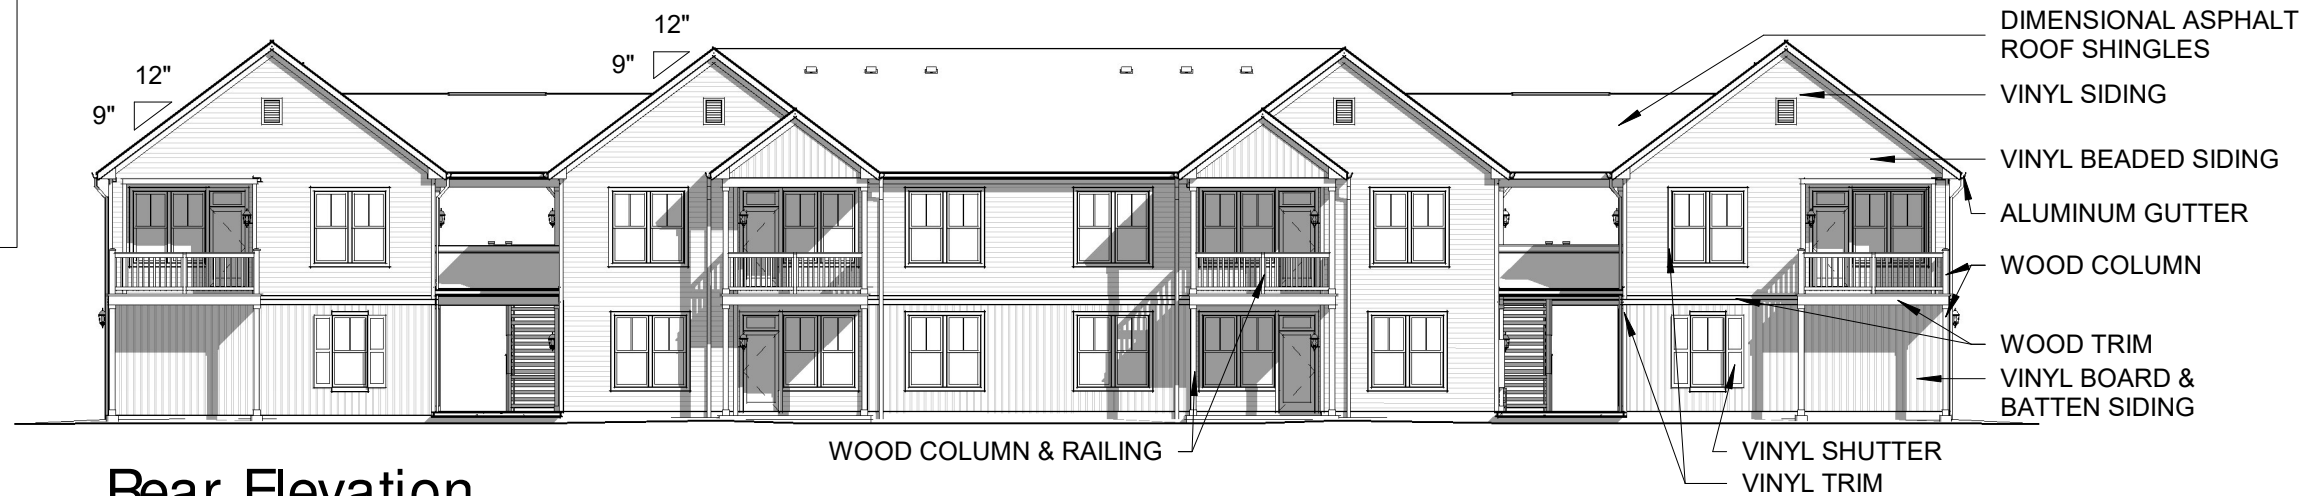 12"
9"
12"
9"
DIMENSIONAL ASPHALT
ROOF SHINGLES
VINYL SIDING
VINYL BEADED SIDING
ALUMINUM GUTTER
WOOD COLUMN
WOOD TRIM
VINYL BOARD &
BATTEN SIDING
WOOD COLUMN & RAILING
VINYL SHUTTER
VINYL TRIM
Rear Elevation